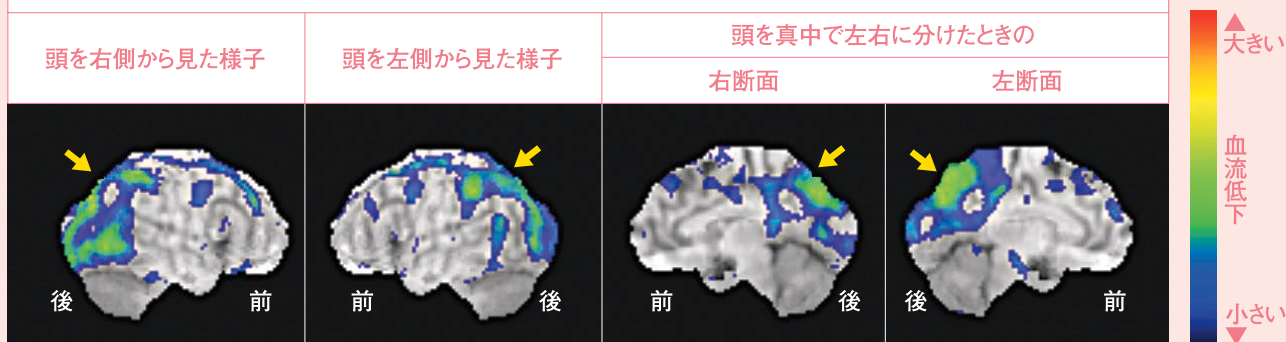 頭を右側から見た様子
頭を左側から見た様子
頭を真中で左右に分けたときの
右断面
左断面
後
前
前
後
前
後
後
前
大きい
血流低下
小さい